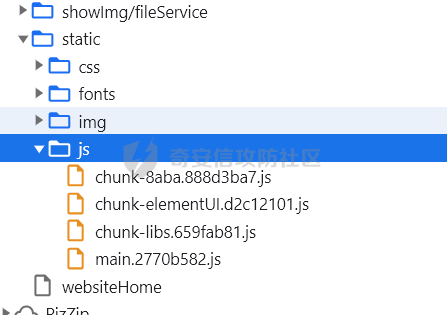 showImg/fileService
static
css
fonts
img
js
奇安信攻防社区
chunk-8aba.888d3ba7.js
chunk-elementUI.d2c12101.js
chunk-libs.659fab81.js
main.2770b582.js
websiteHome